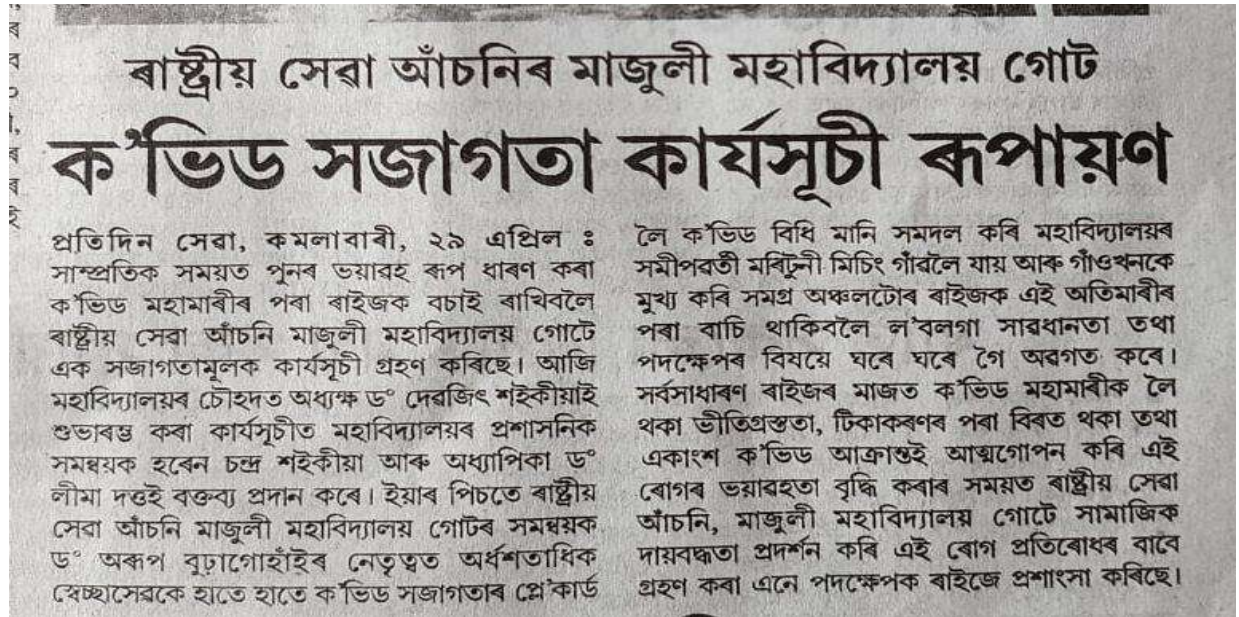 ৰাষ্ট্ৰীয় সেৱা আঁচনিৰ মাজুলী মহাবিদ্যালয় গোট
ক'ভিড সজাগতা কাৰ্যসূচী ৰূপায়ণ
প্ৰতিদিন সেৱা, কমলাবাৰী, ২৯ এপ্ৰিল ঃ
সাম্প্ৰতিক সময়ত পুনৰ ভয়াবহ ৰূপ ধাৰণ কৰা
ক'ভিড মহামাৰীৰ পৰা ৰাইজক বচাই ৰাখিবলৈ
ৰাষ্ট্ৰীয় সেৱা আঁচনি মাজুলী মহাবিদ্যালয় গোটে
এক সজাগতামূলক কাৰ্যসূচী গ্ৰহণ কৰিছে। আজি
মহাবিদ্যালয়ৰ চৌহদত অধ্যক্ষ ড° দেৱজিৎ শইকীয়াই
শুভাৰম্ভ কৰা কাৰ্যসূচীত মহাবিদ্যালয়ৰ প্ৰশাসনিক
সমন্বয়ক হৰেন চন্দ্ৰ শইকীয়া আৰু অধ্যাপিকা ড°
লীমা দত্তই বক্তব্য প্ৰদান কৰে। ইয়াৰ পিচতে ৰাষ্ট্ৰীয়
সেৱা আঁচনি মাজুলী মহাবিদ্যালয় গোটৰ সমন্বয়ক
ড° অৰূপ বুঢ়াগোহাঁইৰ নেতৃত্বত অৰ্ধশতাধিক
স্বেচ্ছাসেৱকে হাতে হাতে ক'ভিড সজাগতাৰ প্লে'কাৰ্ড
লৈ ক'ভিড বিধি মানি সমদল কৰি মহাবিদ্যালয়ৰ
সমীপৱৰ্তী মৰিটুনী মিচিং গাঁৱলৈ যায় আৰু গাঁওখনকে
মুখ্য কৰি সমগ্ৰ অঞ্চলটোৰ ৰাইজক এই অতিমাৰীৰ
পৰা বাচি থাকিবলৈ ল'বলগা সাৱধানতা তথা
পদক্ষেপৰ বিষয়ে ঘৰে ঘৰে গৈ অৱগত কৰে।
সৰ্বসাধাৰণ ৰাইজৰ মাজত ক'ভিড মহামাৰীক লৈ
থকা ভীতিগ্ৰস্ততা, টিকাকৰণৰ পৰা বিৰত থকা তথা
একাংশ ক'ভিড আক্ৰান্তই আত্মগোপন কৰি এই
ৰোগৰ ভয়াৱহতা বৃদ্ধি কৰাৰ সময়ত ৰাষ্ট্ৰীয় সেৱা
আঁচনি, মাজুলী মহাবিদ্যালয় গোটে সামাজিক
দায়বদ্ধতা প্ৰদৰ্শন কৰি এই ৰোগ প্ৰতিৰোধৰ বাবে
গ্ৰহণ কৰা এনে পদক্ষেপক ৰাইজে প্ৰশাংসা কৰিছে।